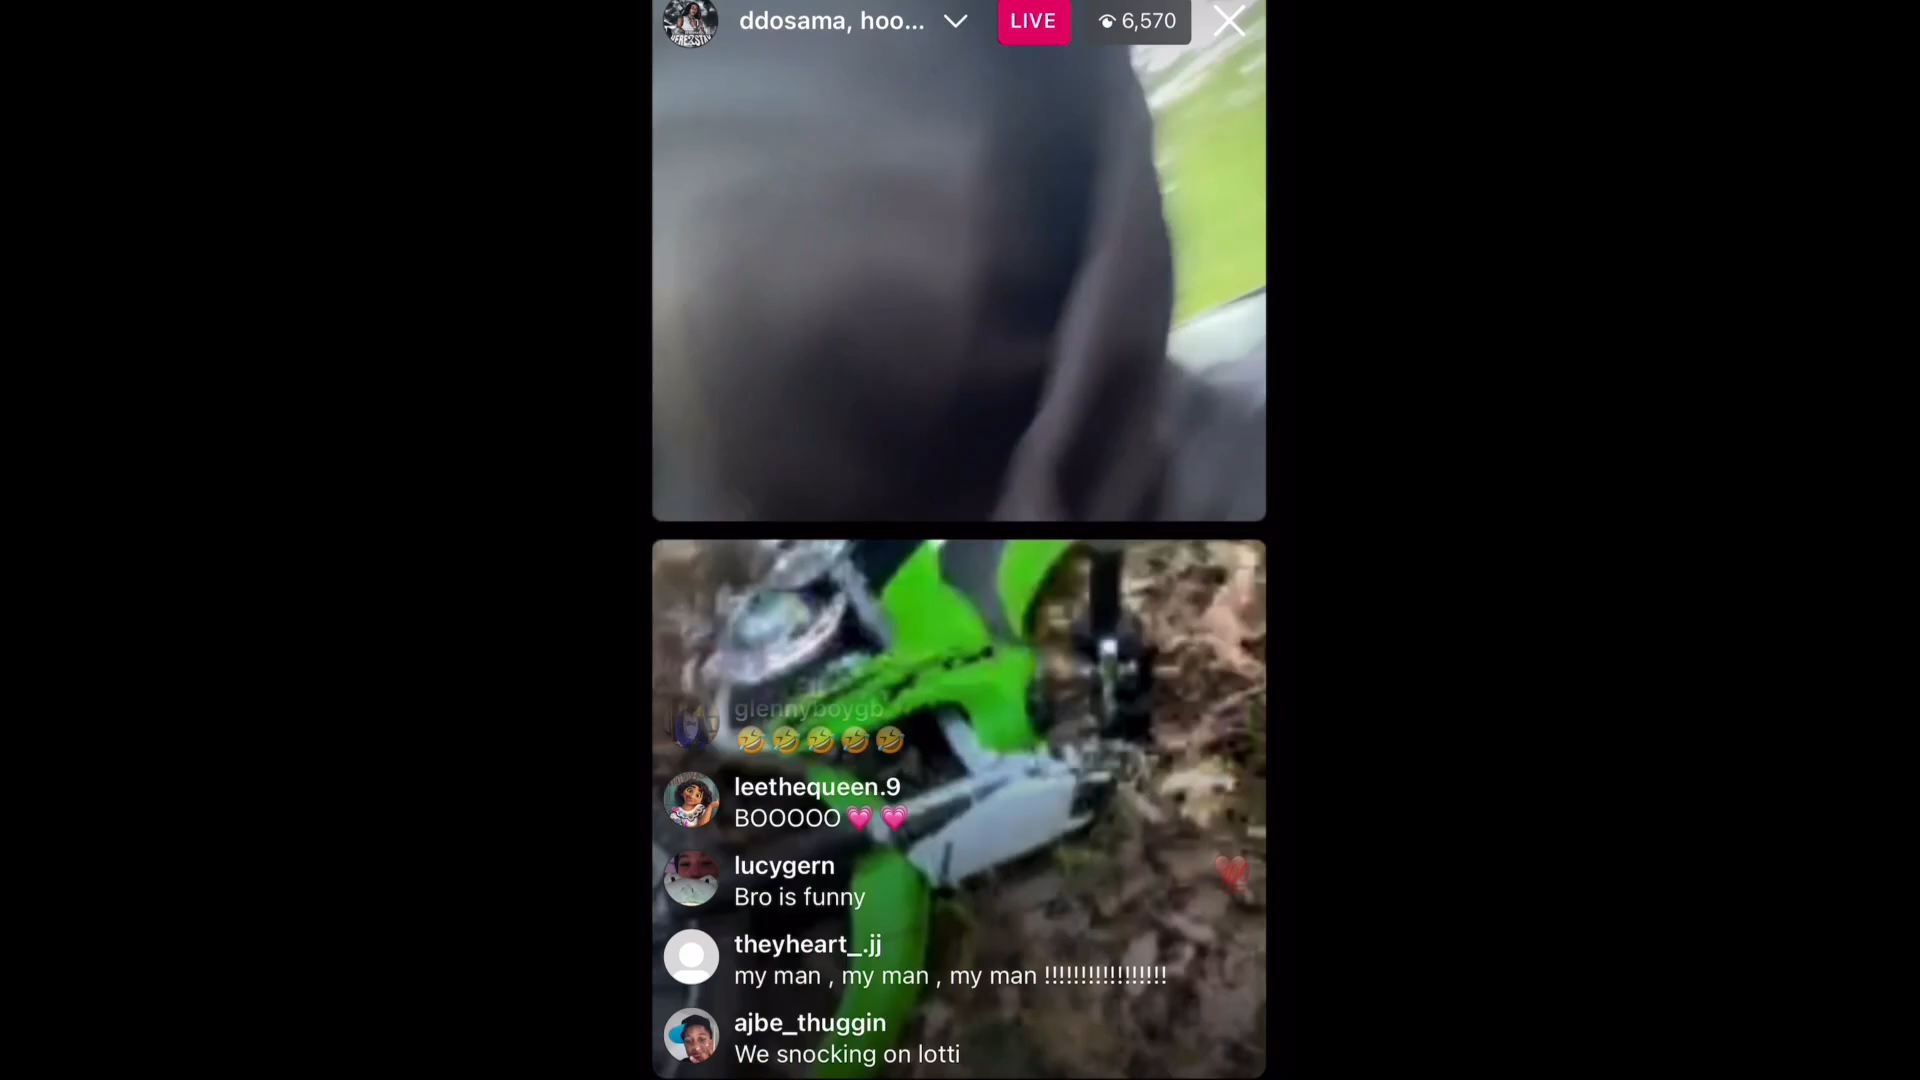 ddosama, hoo...
LIVE
6,570
glennyboygb
🤣🤣🤣🤣🤣
leethequeen.9
BOOOOO💗 💗
lucygern
Bro is funny
theyheart_.jj
my man , my man , my man !!!!!!!!!!!!!!!!!
ajbe_thuggin
We snocking on lotti